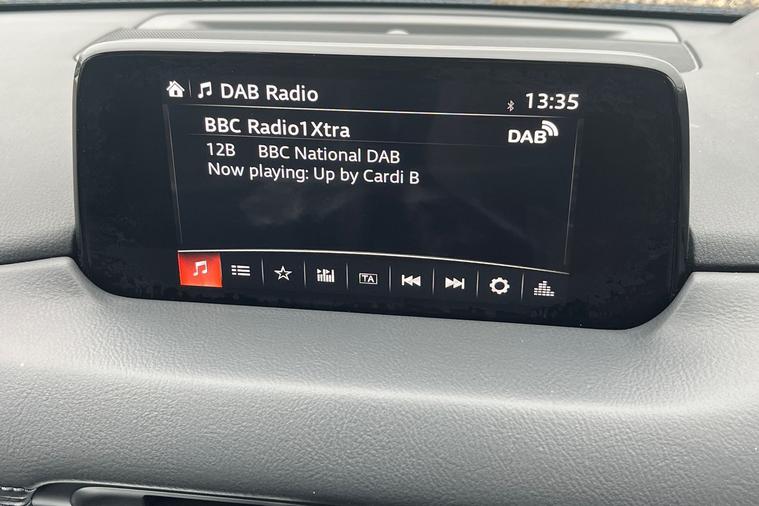 DAB Radio
13:35
BBC Radio1Xtra
DAB
12B BBC National DAB
Now playing: Up by Cardi B
TA